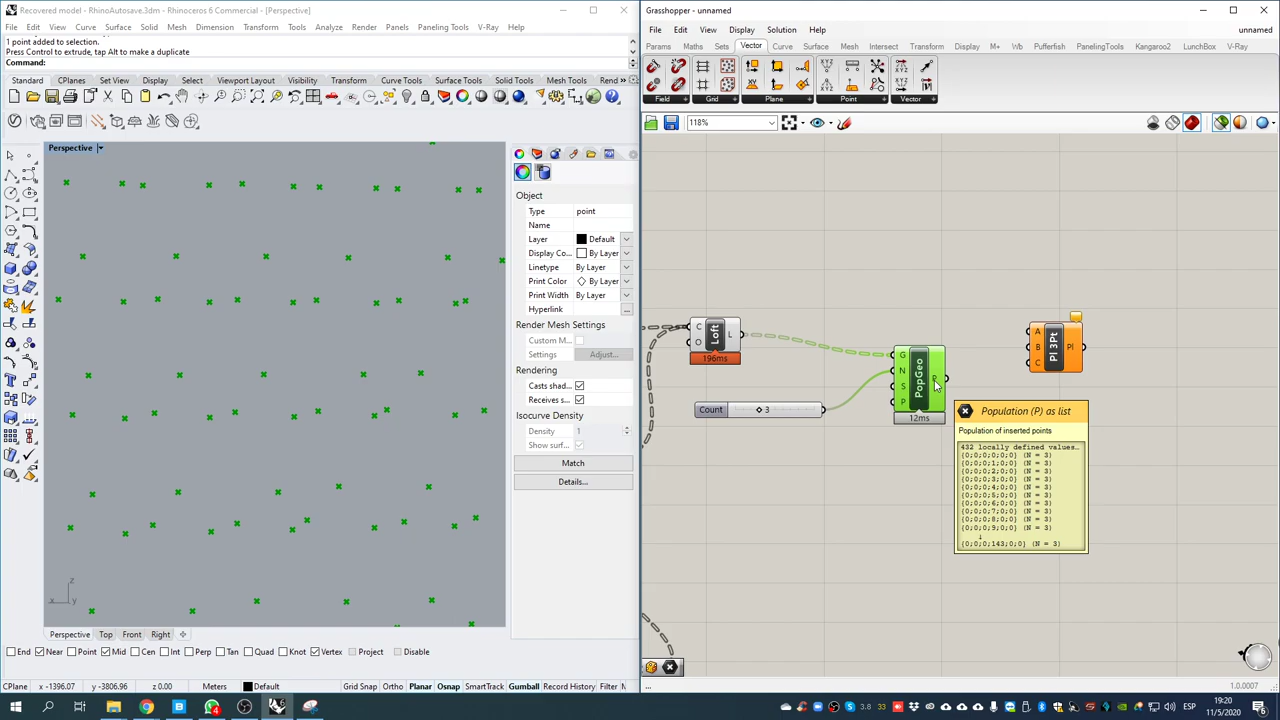 Recovered model - RhinoAutosave.3dm - Rhinoceros 6 Commercial - [Perspective]
File Edit View Curve Surface Solid Mesh Dimension Transform Tools Analyze Render Panels Paneling Tools V-Ray Help
1 point added to selection.
Press Control to extrude, tap Alt to make a duplicate
Command:
Standard CPlanes Set View Display Select Viewport Layout Visibility Transform Curve Tools Surface Tools Solid Tools Mesh Tools Rend »
Perspective
z
x y
Perspective Top Front Right
End Near Point Mid Cen Int Perp Tan Quad Knot Vertex Project Disable
CPlane x -1396.07 y -3806.96 z 0.00 Meters Default Grid Snap Ortho Planar Osnap SmartTrack Gumball Record History Filter
Object
Type point
Name
Layer Default
Display Co... By Layer
Linetype By Layer
Print Color By Layer
Print Width By Layer
Hyperlink ...
Render Mesh Settings
Custom M...
Settings Adjust...
Rendering
Casts shad...
Receives s...
Isocurve Density
Density 1
Show surf...
Match
Details...
Grasshopper - unnamed
File Edit View Display Solution Help unnamed
Params Maths Sets Vector Curve Surface Mesh Intersect Transform Display M+ Wb Pufferfish PanelingTools Kangaroo2 LunchBox V-Ray
Field Grid Plane Point Vector
118%
C
O
Loft
L
196ms
Count 3
G
N
S
P
PopGeo
P
12ms
A
B
C
Pl 3Pt
Pl
Population (P) as list
Population of inserted points
432 locally defined values...
{0;0;0;0;0;0} (N = 3)
{0;0;0;1;0;0} (N = 3)
{0;0;0;2;0;0} (N = 3)
{0;0;0;3;0;0} (N = 3)
{0;0;0;4;0;0} (N = 3)
{0;0;0;5;0;0} (N = 3)
{0;0;0;6;0;0} (N = 3)
{0;0;0;7;0;0} (N = 3)
{0;0;0;8;0;0} (N = 3)
{0;0;0;9;0;0} (N = 3)
{0;0;0;143;0;0} (N = 3)
...
1.0.0007
3.8 33 ESP
19:20
11/5/2020